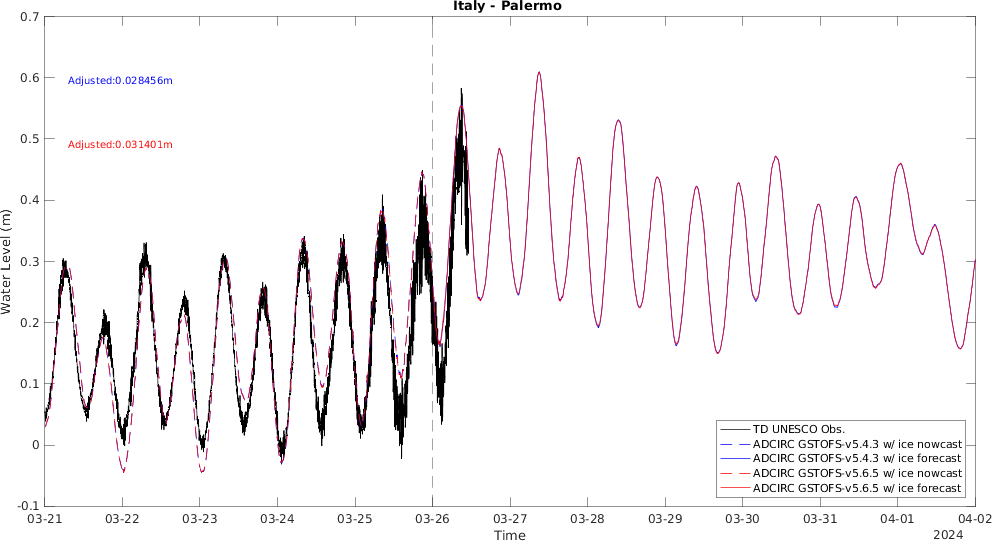 Italy - Palermo
0.7
0.6
0.5
0.4
0.3
0.2
0.1
0
-0.1
Water Level (m)
Adjusted:0.028456m
Adjusted:0.031401m
TD UNESCO Obs.
ADCIRC GSTOFS-v5.4.3 w/ ice nowcast
ADCIRC GSTOFS-v5.4.3 w/ ice forecast
ADCIRC GSTOFS-v5.6.5 w/ ice nowcast
ADCIRC GSTOFS-v5.6.5 w/ ice forecast
03-21 03-22 03-23 03-24 03-25 03-26 03-27 03-28 03-29 03-30 03-31 04-01 04-02
Time
2024